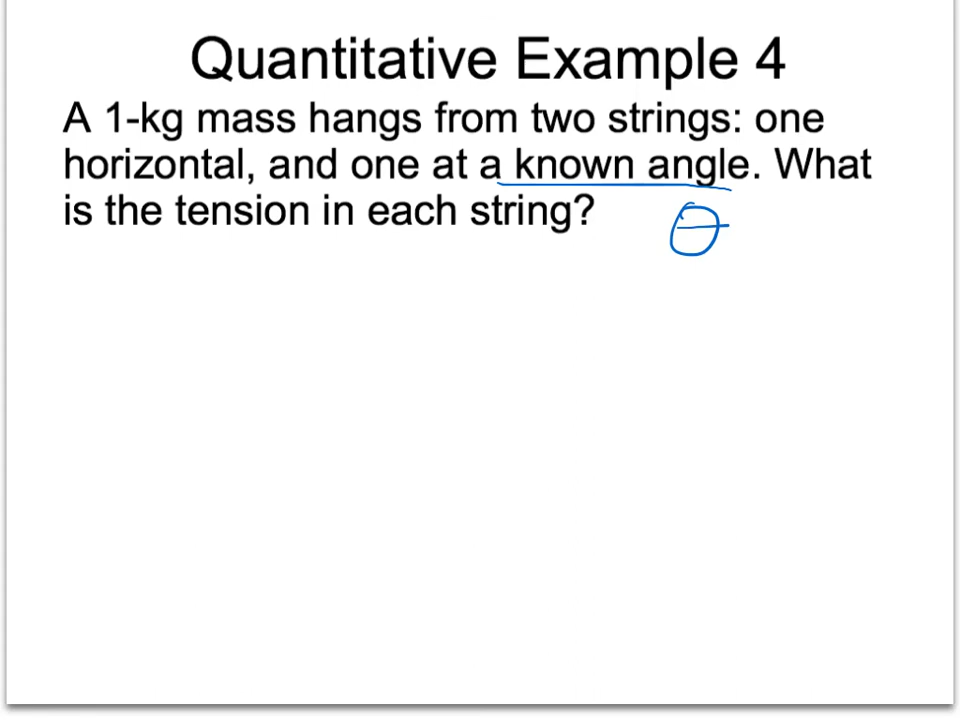 Quantitative Example 4
A 1-kg mass hangs from two strings: one
horizontal, and one at a known angle. What
is the tension in each string?
θ